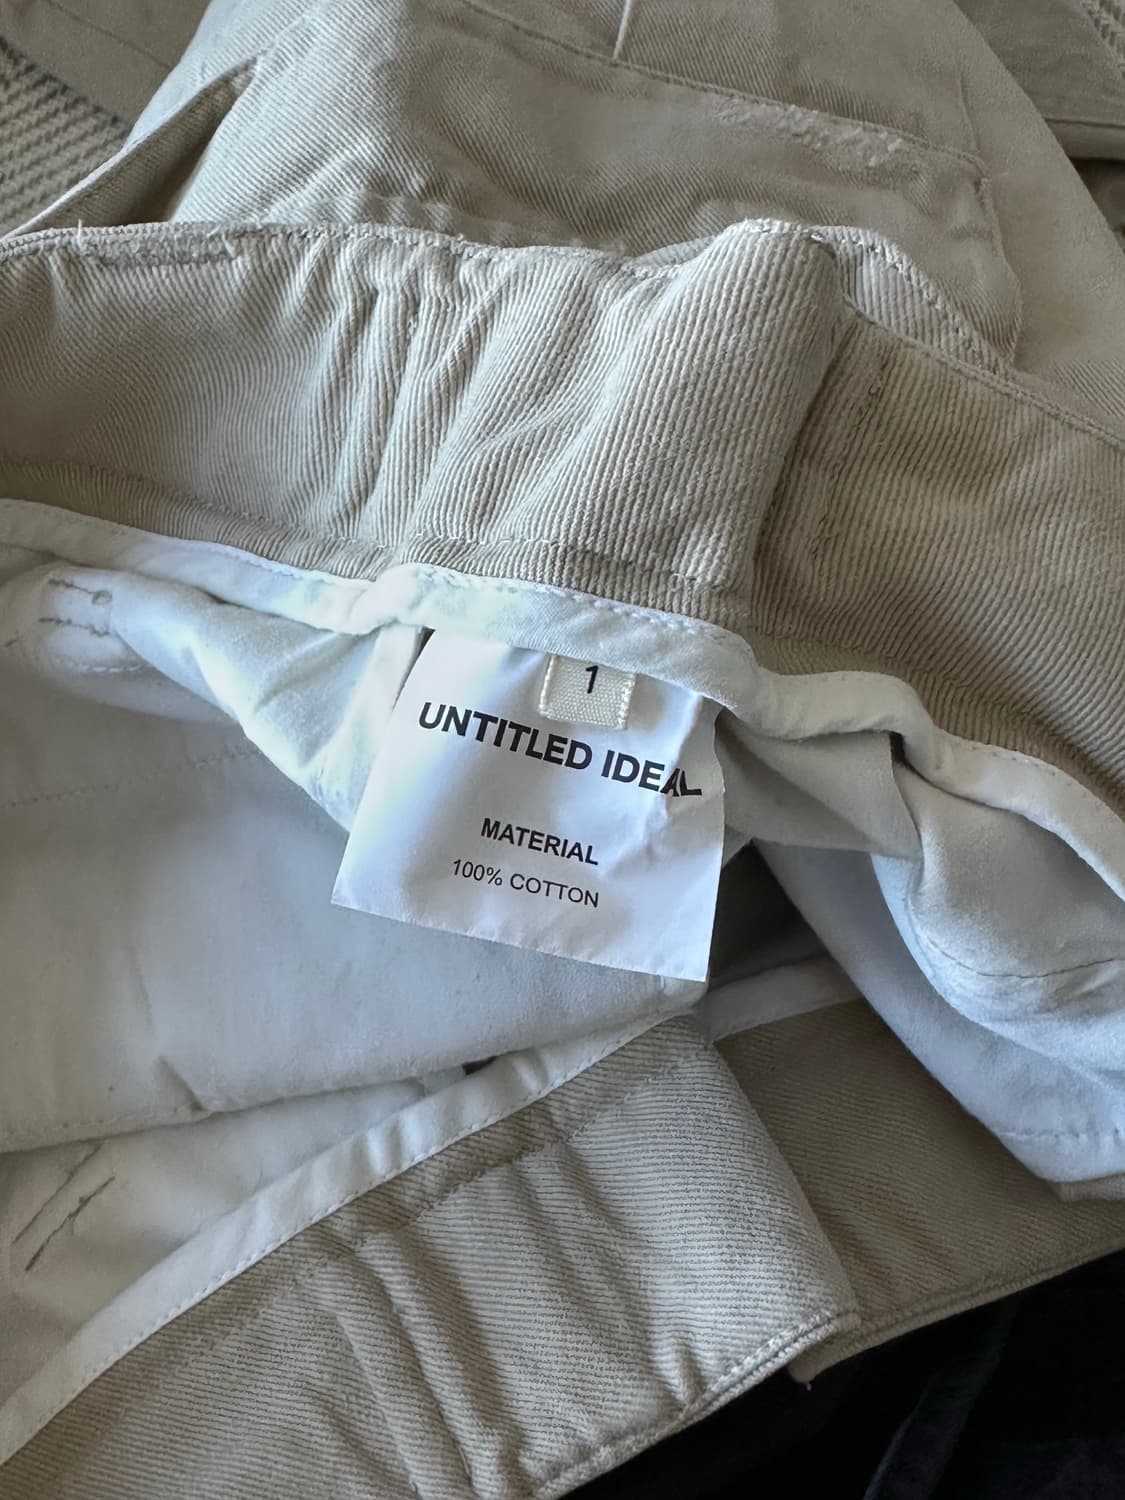 1
UNTITLED IDEAL
MATERIAL
100% COTTON